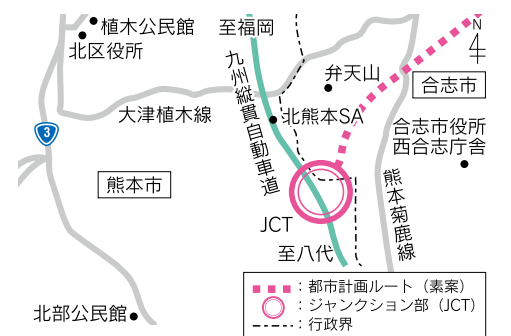 植木公民館
北区役所
至福岡
N
九州縦貫自動車道
弁天山
合志市
大津植木線
北熊本SA
合志市役所
西合志庁舎
3
熊本市
熊本菊鹿線
JCT
至八代
北部公民館
：都市計画ルート（素案）
：ジャンクション部（JCT）
：行政界